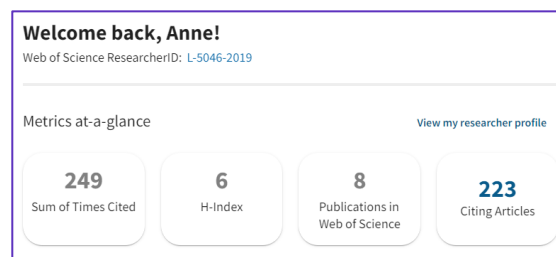 Welcome back, Anne!
Web of Science ResearcherID: L-5046-2019
Metrics at-a-glance
View my researcher profile
249
Sum of Times Cited
6
H-Index
8
Publications in
Web of Science
223
Citing Articles